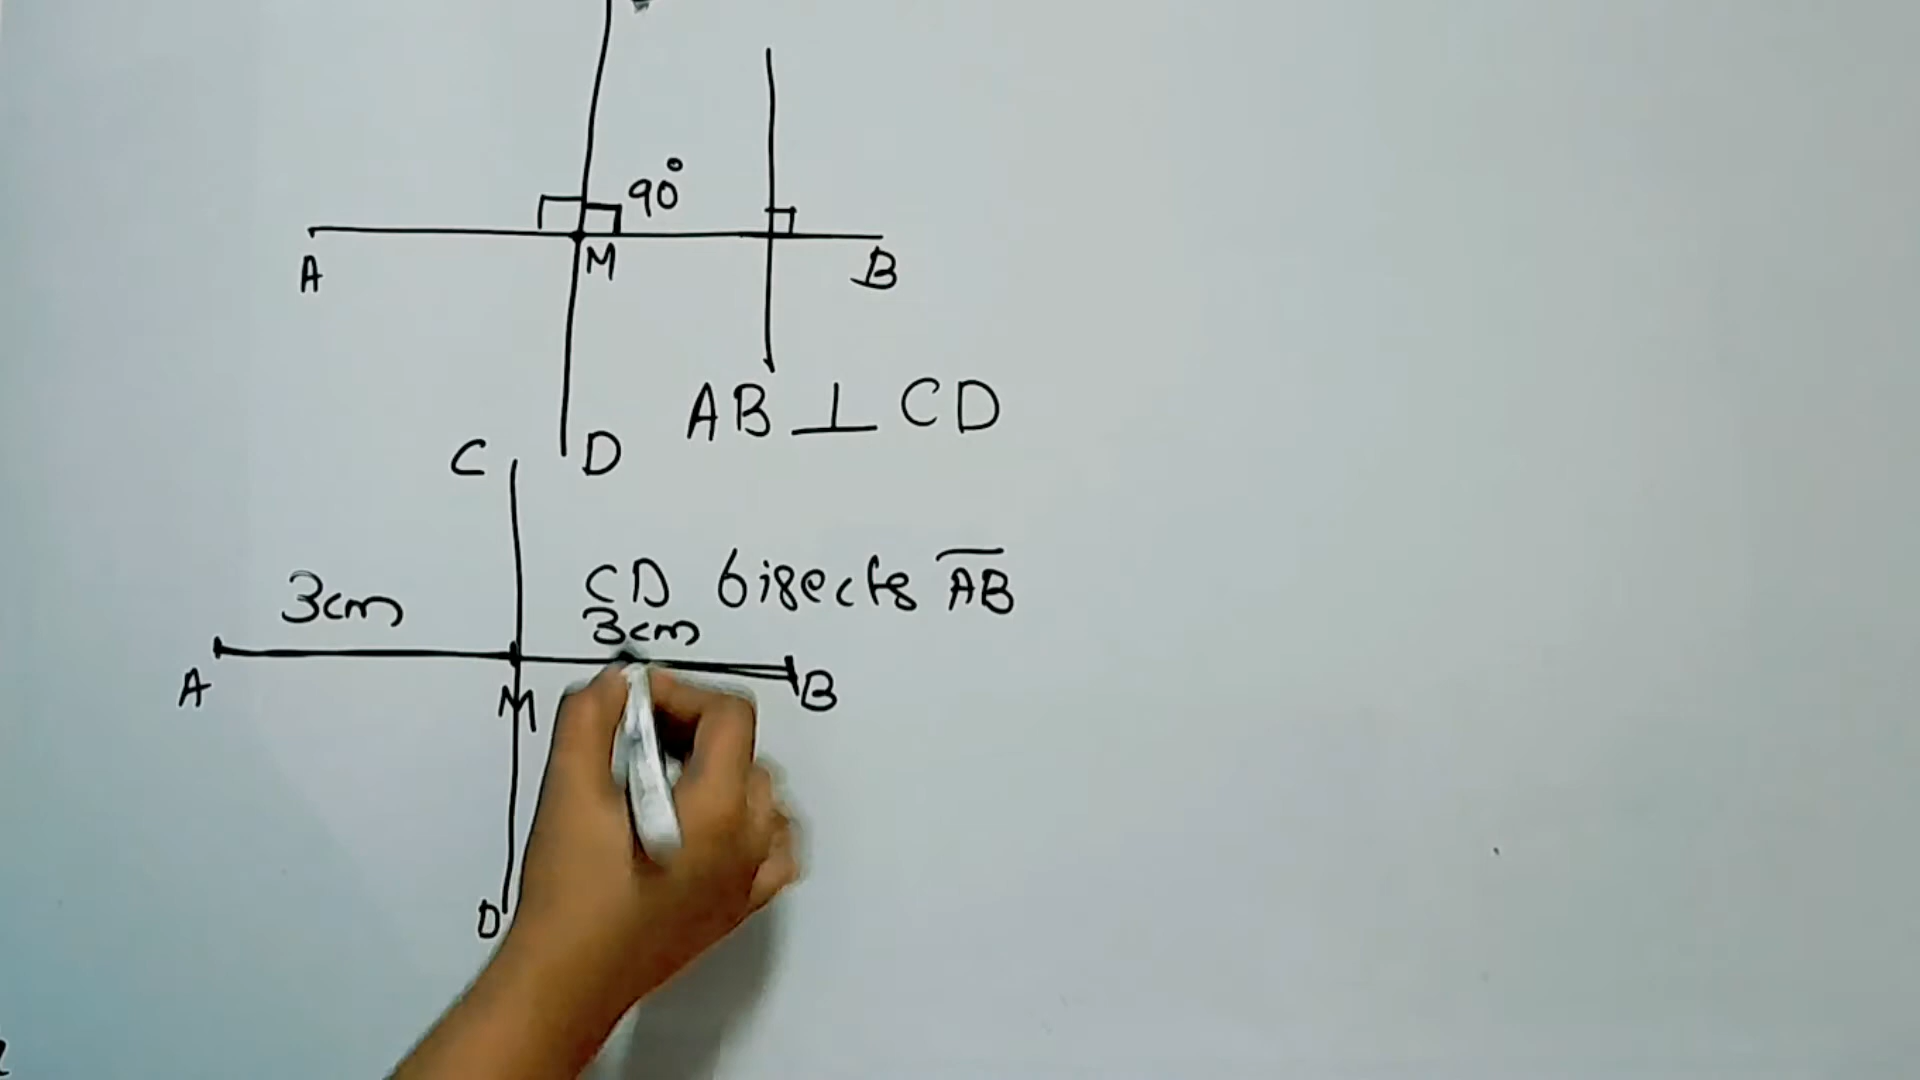 90°
A M B
AB ⊥ CD
C D
CD bisects AB
3cm 3cm
A M B
D